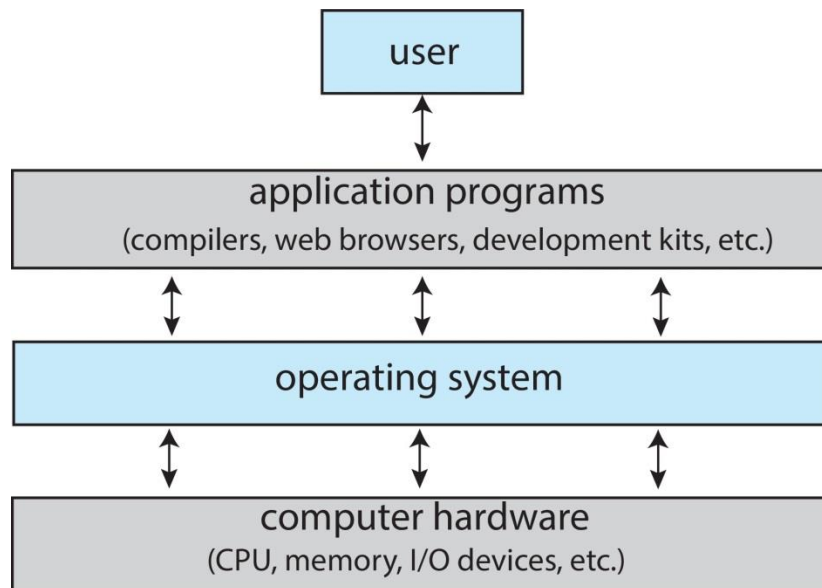 user
application programs
(compilers, web browsers, development kits, etc.)
operating system
computer hardware
(CPU, memory, I/O devices, etc.)